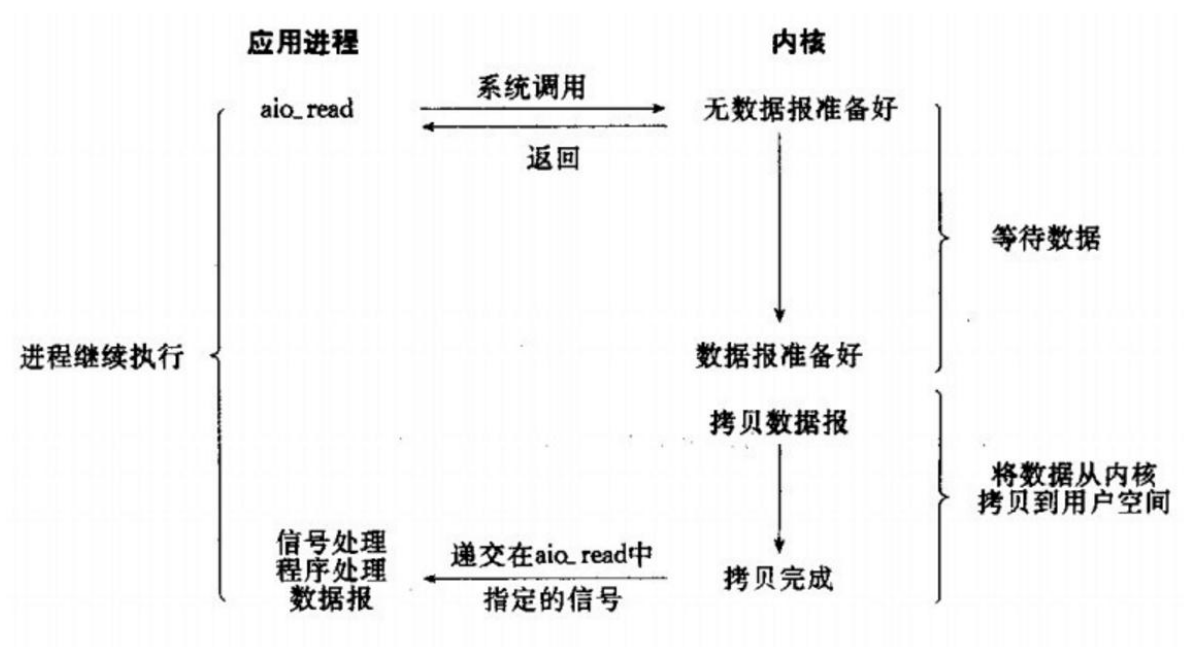 应用进程
内核
aio_read
系统调用
无数据报准备好
返回
等待数据
进程继续执行
数据报准备好
拷贝数据报
将数据从内核
拷贝到用户空间
信号处理
程序处理
数据报
递交在aio_read中
指定的信号
拷贝完成